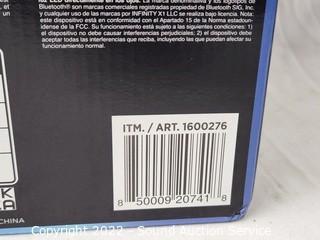 Bluetooth® son marcas comerciales registradas propiedad de Bluetooth SIG, Inc.
y cualquier uso de las marcas por INFINITY X1 LLC se realiza bajo licencia. Nota:
este dispositivo está en conformidad con el Apartado 15 de la Norma estadoun-
idense de la FCC. Su funcionamiento está sujeto a las siguientes condiciones: 1)
el dispositivo no debe causar interferencias perjudiciales; 2) el dispositivo debe
aceptar todas las interferencias que reciba, incluyendo las que puedan afectar su
funcionamiento normal.
ITM. / ART. 1600276
8 50009 20741 8
CHINA
Copyright 2022 - Sound Auction Service